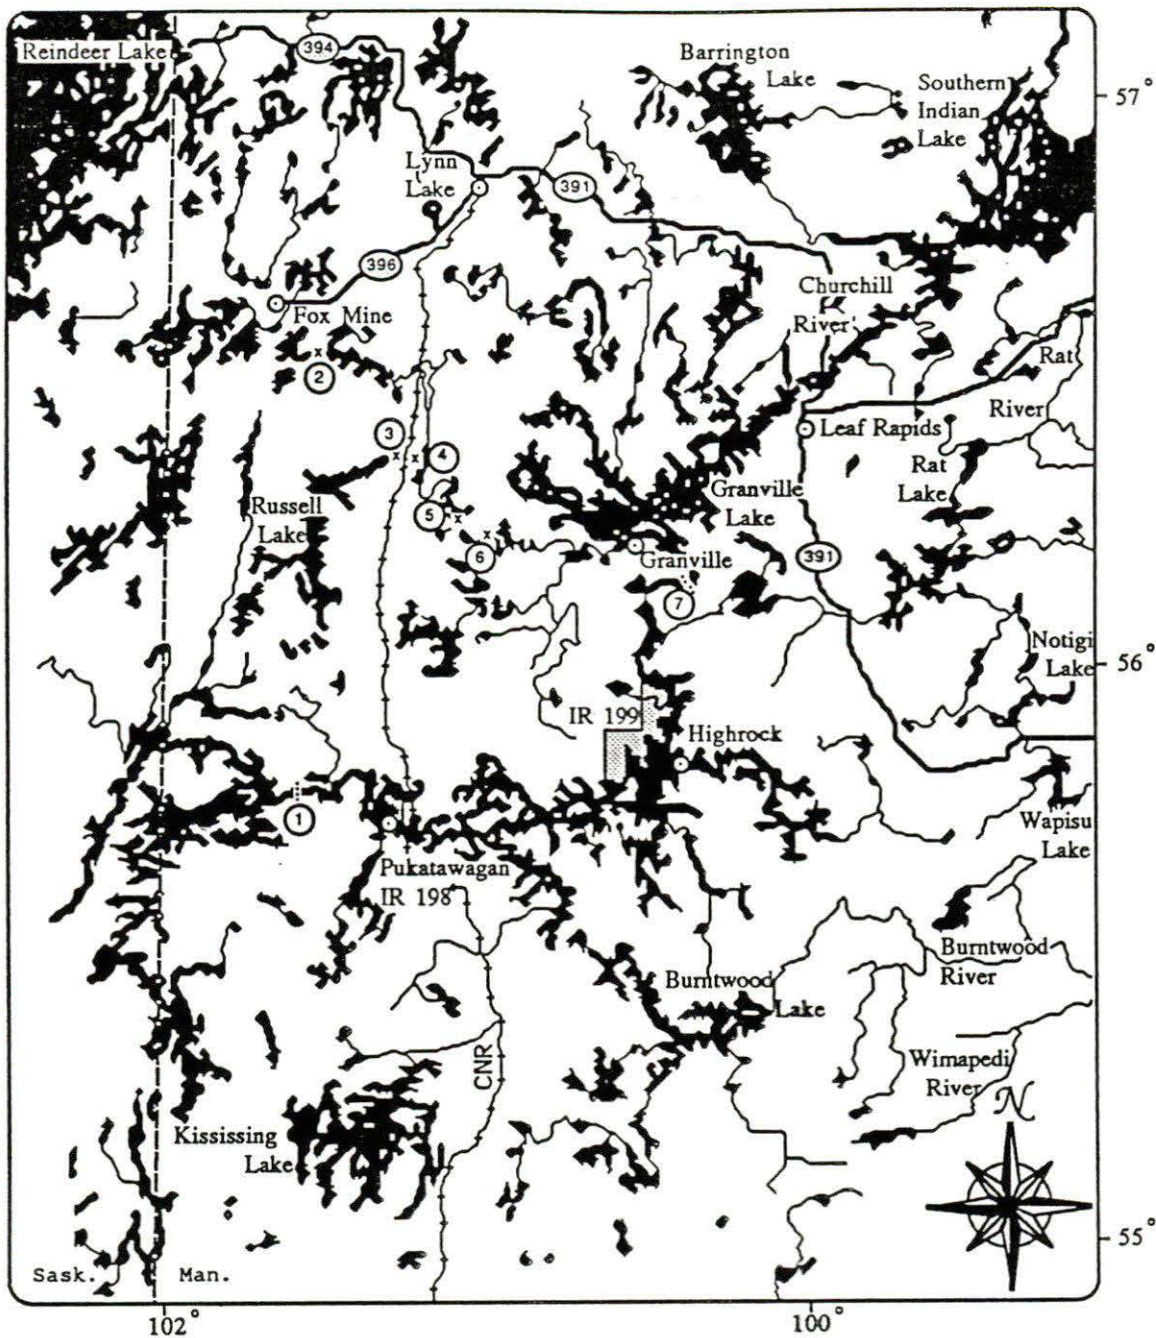 Reindeer Lake
394
Barrington
Lake
Southern
Indian
Lake
57°
Lynn
Lake
391
396
Churchill
River
Fox Mine
Rat
River
2
3
4
Leaf Rapids
Rat
Lake
Russell
Lake
5
Granville
Lake
6
Granville
391
7
Notigi
Lake
56°
IR 199
Highrock
1
Wapisu
Lake
Pukatawagan
IR 198
Burntwood
River
Burntwood
Lake
CNR
Wimapedi
River
N
Kississing
Lake
55°
Sask. Man.
102°
100°